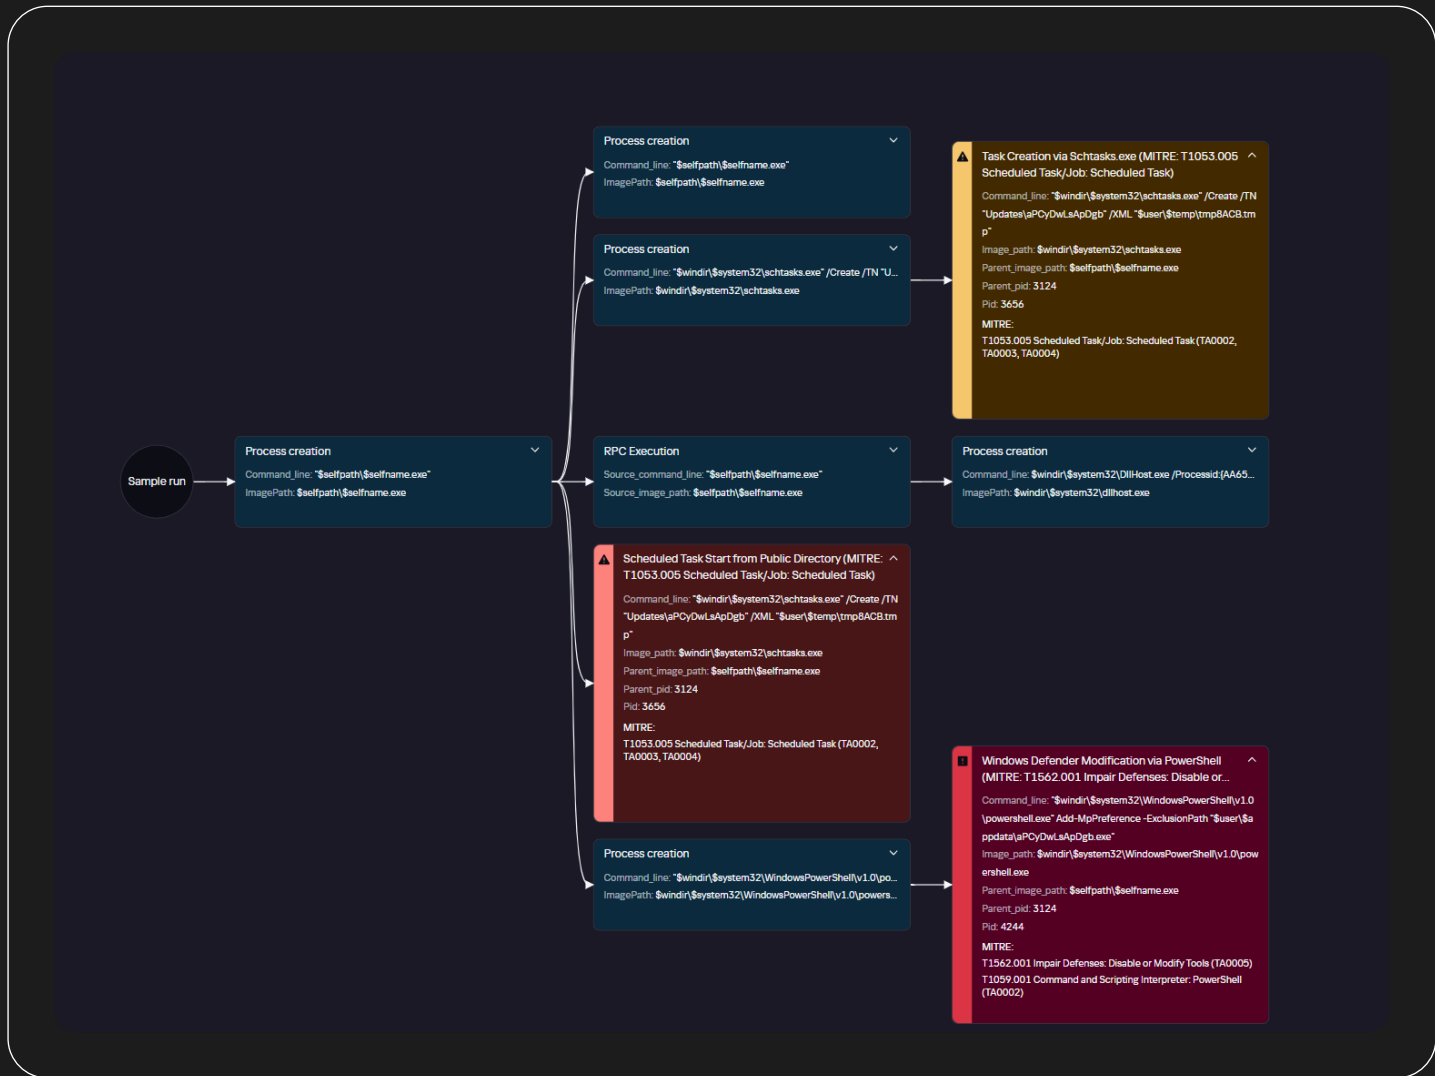 Sample run
Process creation
Command_line: "$selfpath\$selfname.exe"
ImagePath: $selfpath\$selfname.exe
Process creation
Command_line: "$selfpath\$selfname.exe"
ImagePath: $selfpath\$selfname.exe
Process creation
Command_line: "$windir\$system32\schtasks.exe" /Create /TN "U...
ImagePath: $windir\$system32\schtasks.exe
Task Creation via Schtasks.exe (MITRE: T1053.005
Scheduled Task/Job: Scheduled Task)
Command_line: "$windir\$system32\schtasks.exe" /Create /TN
"Updates\aPCyDwLsApDgb" /XML "$user\$temp\tmp8ACB.tm
p"
Image_path: $windir\$system32\schtasks.exe
Parent_image_path: $selfpath\$selfname.exe
Parent_pid: 3124
Pid: 3656
MITRE:
T1053.005 Scheduled Task/Job: Scheduled Task (TA0002,
TA0003, TA0004)
RPC Execution
Source_command_line: "$selfpath\$selfname.exe"
Source_image_path: $selfpath\$selfname.exe
Process creation
Command_line: $windir\$system32\DllHost.exe /Processid:{AA65...
ImagePath: $windir\$system32\dllhost.exe
Scheduled Task Start from Public Directory (MITRE:
T1053.005 Scheduled Task/Job: Scheduled Task)
Command_line: "$windir\$system32\schtasks.exe" /Create /TN
"Updates\aPCyDwLsApDgb" /XML "$user\$temp\tmp8ACB.tm
p"
Image_path: $windir\$system32\schtasks.exe
Parent_image_path: $selfpath\$selfname.exe
Parent_pid: 3124
Pid: 3656
MITRE:
T1053.005 Scheduled Task/Job: Scheduled Task (TA0002,
TA0003, TA0004)
Process creation
Command_line: "$windir\$system32\WindowsPowerShell\v1.0\po...
ImagePath: $windir\$system32\WindowsPowerShell\v1.0\powers...
Windows Defender Modification via PowerShell
(MITRE: T1562.001 Impair Defenses: Disable or...
Command_line: "$windir\$system32\WindowsPowerShell\v1.0
\powershell.exe" Add-MpPreference -ExclusionPath "$user\$a
ppdata\aPCyDwLsApDgb.exe"
Image_path: $windir\$system32\WindowsPowerShell\v1.0\pow
ershell.exe
Parent_image_path: $selfpath\$selfname.exe
Parent_pid: 3124
Pid: 4244
MITRE:
T1562.001 Impair Defenses: Disable or Modify Tools (TA0005)
T1059.001 Command and Scripting Interpreter: PowerShell
(TA0002)